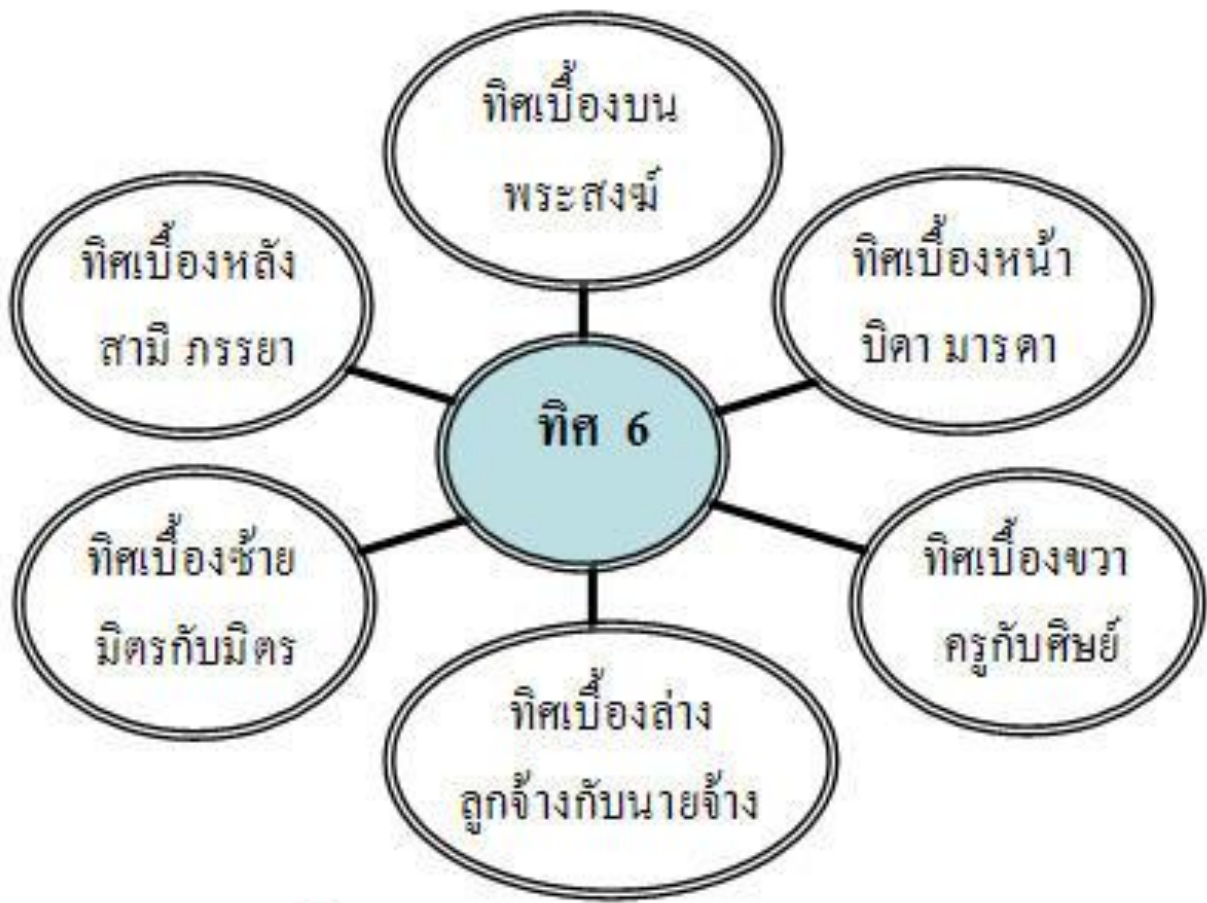 ทิศเบื้องบน
พระสงฆ์
ทิศเบื้องหน้า
บิดา มารดา
ทิศเบื้องขวา
ครูกับศิษย์
ทิศเบื้องล่าง
ลูกจ้างกับนายจ้าง
ทิศเบื้องซ้าย
มิตรกับมิตร
ทิศเบื้องหลัง
สามี ภรรยา
ทิศ 6